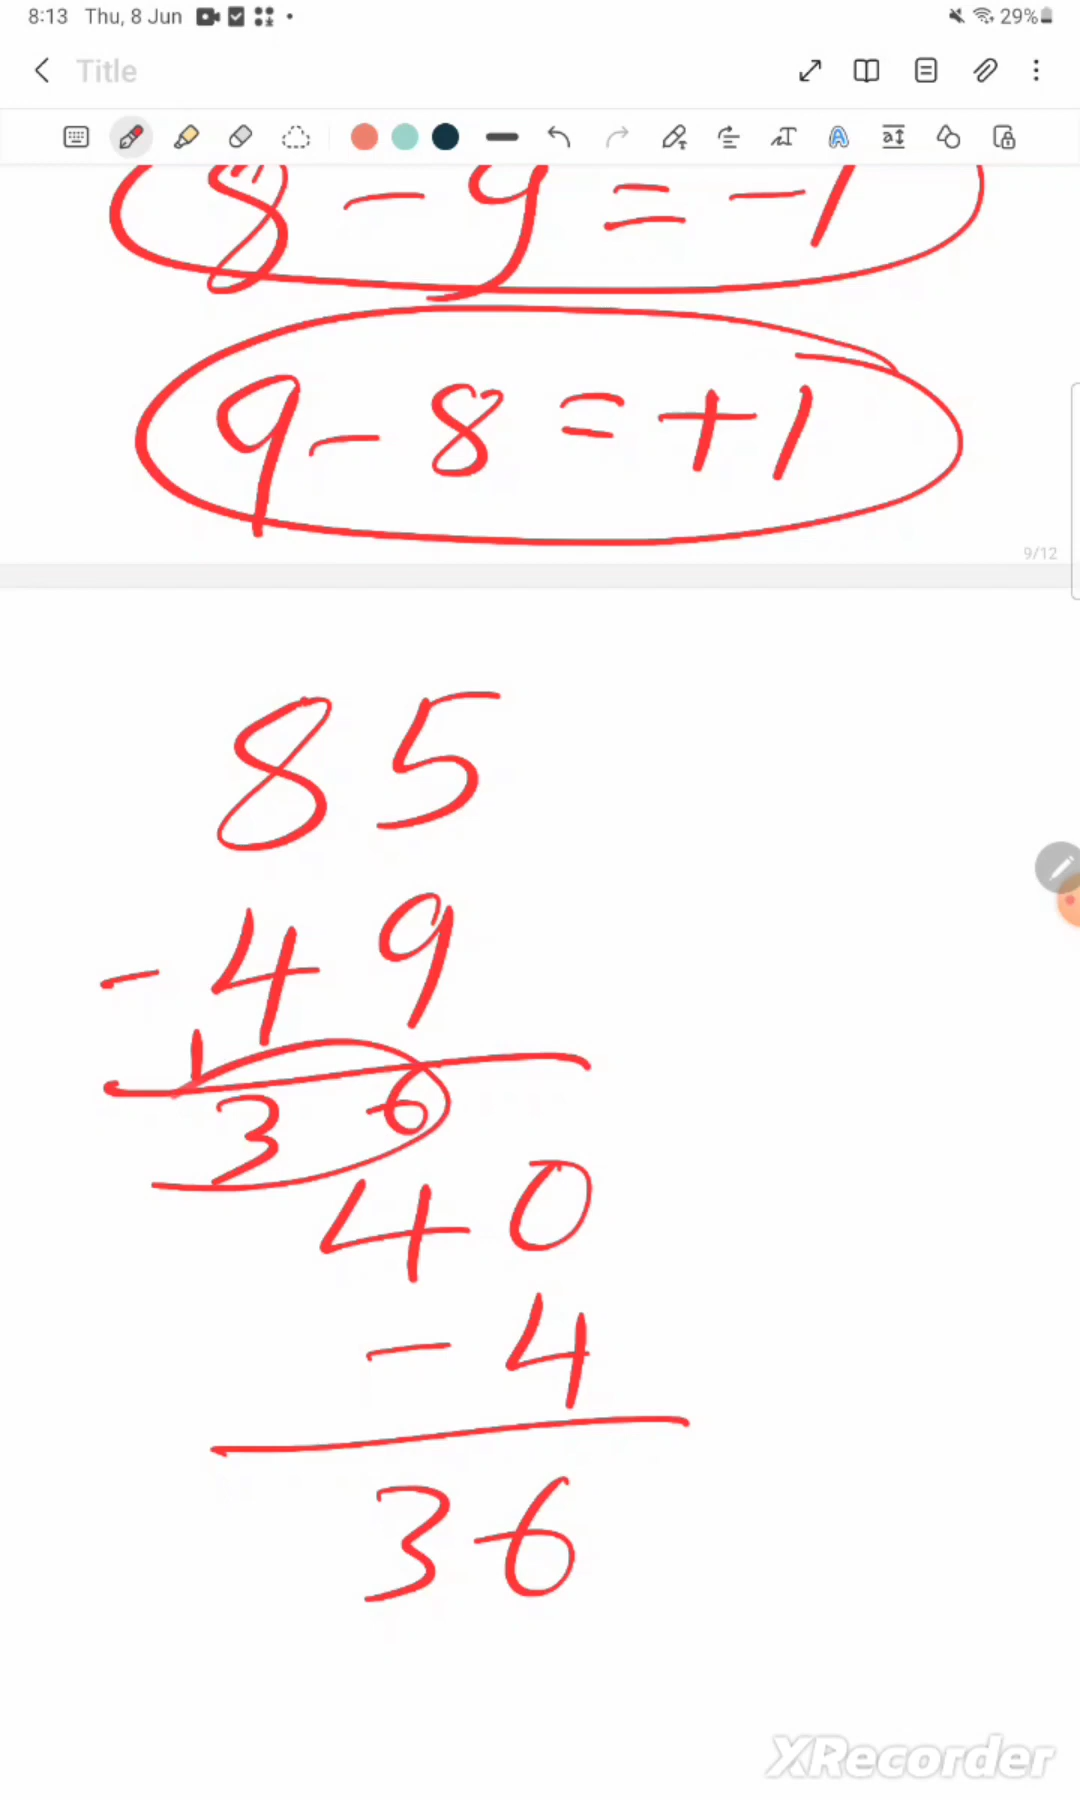 8:13 Thu, 8 Jun
29%
Title
8 - 9 = - 1
9 - 8 = + 1
9/12
85
- 49
1
36
40
- 4
36
XRecorder